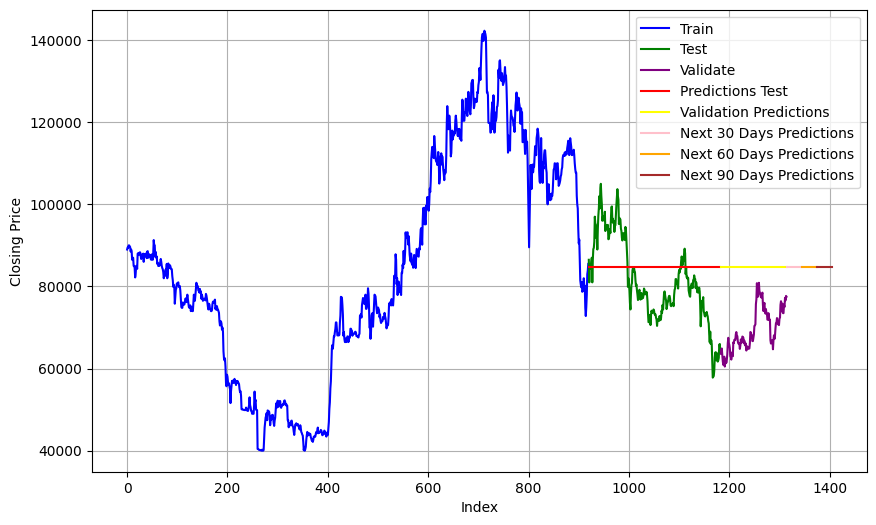 140000
120000
100000
80000
60000
40000
Closing Price
0
200
400
600
800
1000
1200
1400
Index
Train
Test
Validate
Predictions Test
Validation Predictions
Next 30 Days Predictions
Next 60 Days Predictions
Next 90 Days Predictions